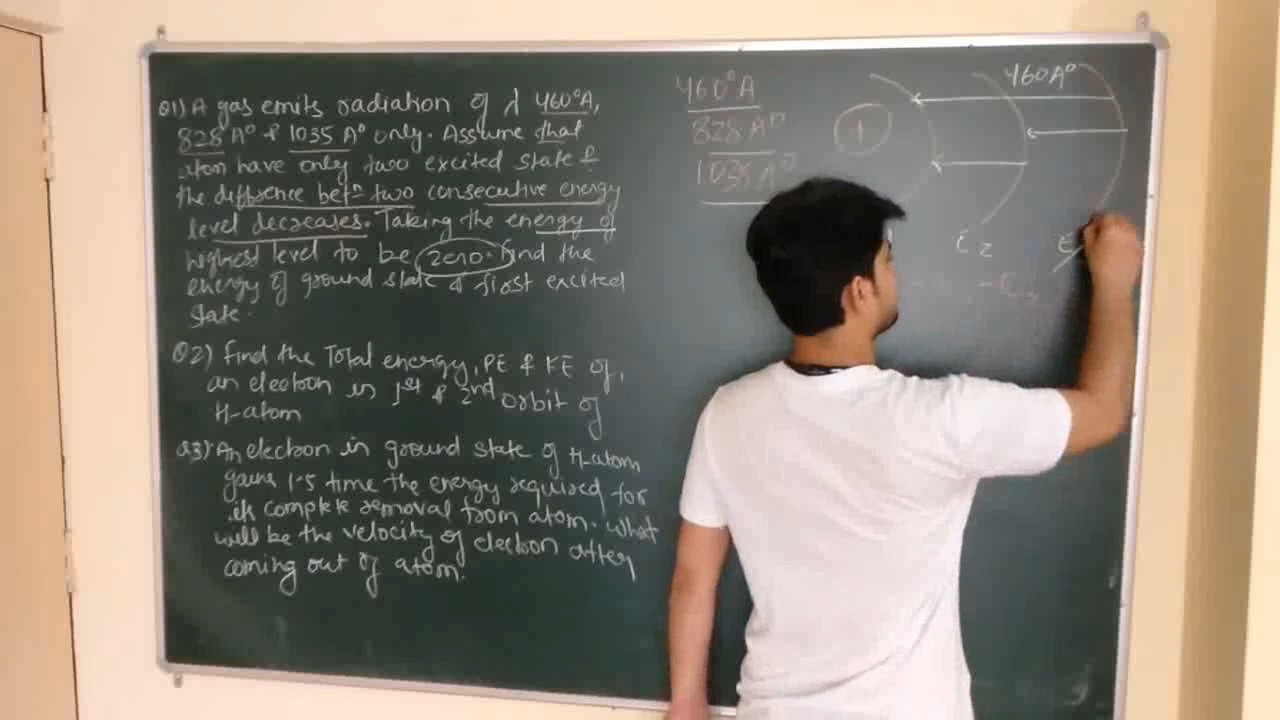 Q1) A gas emits radiation of λ 460°A,
828 A° & 1035 A° only. Assume that
atom have only two excited state &
the diffrence betn two consecutive energy
level decreases. Taking the energy of
highest level to be zero. find the
energy of ground state & first excited
state.
Q2) Find the Total energy, PE & KE of,
an electron in 1st & 2nd orbit of
H-atom
Q3) An electron in ground state of H-atom
gains 1.5 time the energy required for
its complete removal from atom. What
will be the velocity of electron after
coming out of atom.
460°A
828 A°
1035 A°
460A°
+
E2
E